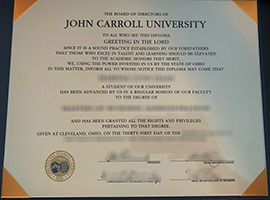 THE BOARD OF DIRECTORS OF
JOHN CARROLL UNIVERSITY
TO ALL WHO SEE THIS DIPLOMA
GREETING IN THE LORD
SINCE IT IS A SOUND PRACTICE ESTABLISHED BY OUR FOREFATHERS
THAT THOSE WHO EXCEL IN TALENT AND LEARNING SHOULD BE ELEVATED
TO THE ACADEMIC HONORS THEY MERIT,
WE, USING THE POWER INVESTED IN US BY THE STATE OF OHIO
IN THIS MATTER, INFORM ALL TO WHOSE NOTICE THIS DIPLOMA MAY COME THAT
A STUDENT OF OUR UNIVERSITY
HAS BEEN ADVANCED BY US IN A REGULAR SESSION OF OUR FACULTY
TO THE DEGREE OF
AND HAS BEEN GRANTED ALL THE RIGHTS AND PRIVILEGES
PERTAINING TO THAT DEGREE.
GIVEN AT CLEVELAND, OHIO, ON THE THIRTY FIRST DAY OF THE